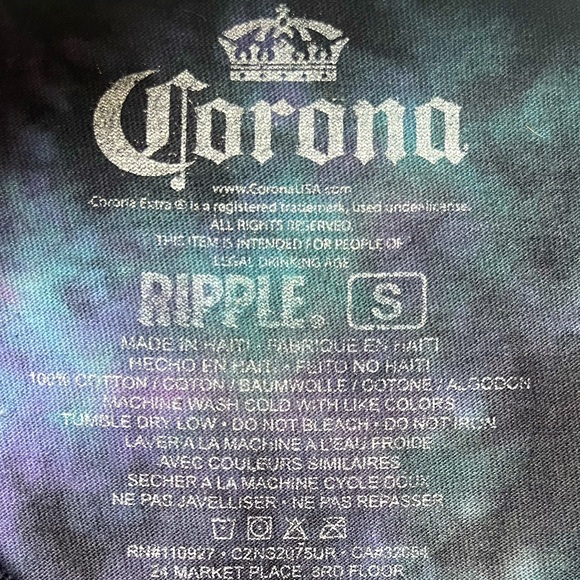 Corona
www.CoronaUSA.com
Corona Extra ® is a registered trademark, used under license.
ALL RIGHTS RESERVED.
THIS ITEM IS INTENDED FOR PEOPLE OF
LEGAL DRINKING AGE
RIPPLE. S
MADE IN HAITI • FABRIQUE EN HAITI
HECHO EN HAITI • FEITO NO HAITI
100% COTTON / COTON / BAUMWOLLE / COTONE / ALGODON
MACHINE WASH COLD WITH LIKE COLORS
TUMBLE DRY LOW • DO NOT BLEACH • DO NOT IRON
LAVER A LA MACHINE A L'EAU FROIDE
AVEC COULEURS SIMILAIRES
SECHER A LA MACHINE CYCLE DOUX
NE PAS JAVELLISER • NE PAS REPASSER
RN#110927 • CZNS2075UR • CA#32054
24 MARKET PLACE, 3RD FLOOR